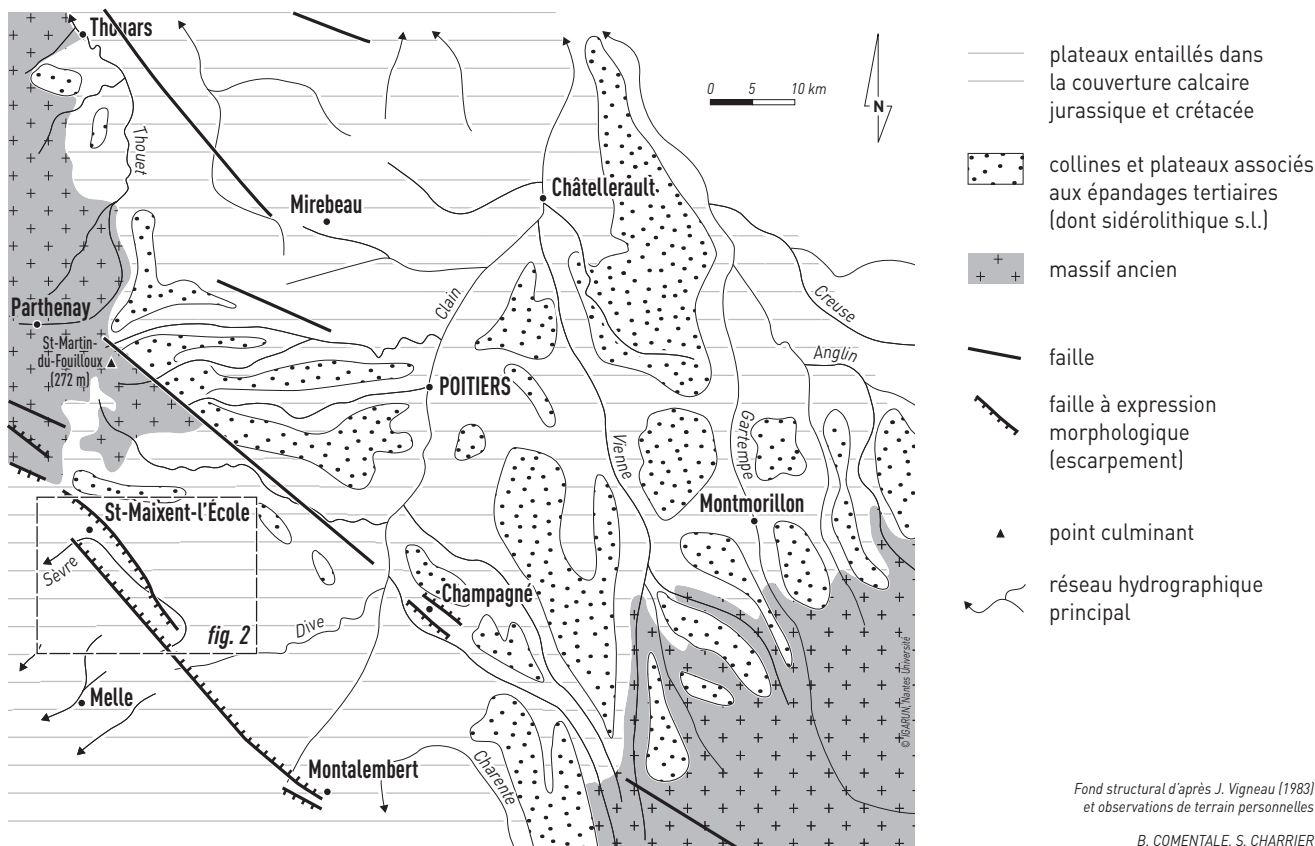 Thouars
Thouet
Mirebeau
Châtellerault
0 5 10 km
N
Parthenay
St-Martin-
du-Fouilloux
(272 m)
Clain
POITIERS
Creuse
Anglin
Vienne
Gartempe
Montmorillon
St-Maixent-l'École
Sèvre
fig. 2
Dive
Champagné
Melle
Montalembert
Charente
© IGARUN, Nantes Université
plateaux entaillés dans
la couverture calcaire
jurassique et crétacée
collines et plateaux associés
aux épandages tertiaires
(dont sidérolithique s.l.)
massif ancien
faille
faille à expression
morphologique
(escarpement)
point culminant
réseau hydrographique
principal
Fond structural d'après J. Vigneau (1983)
et observations de terrain personnelles
B. COMENTALE, S. CHARRIER